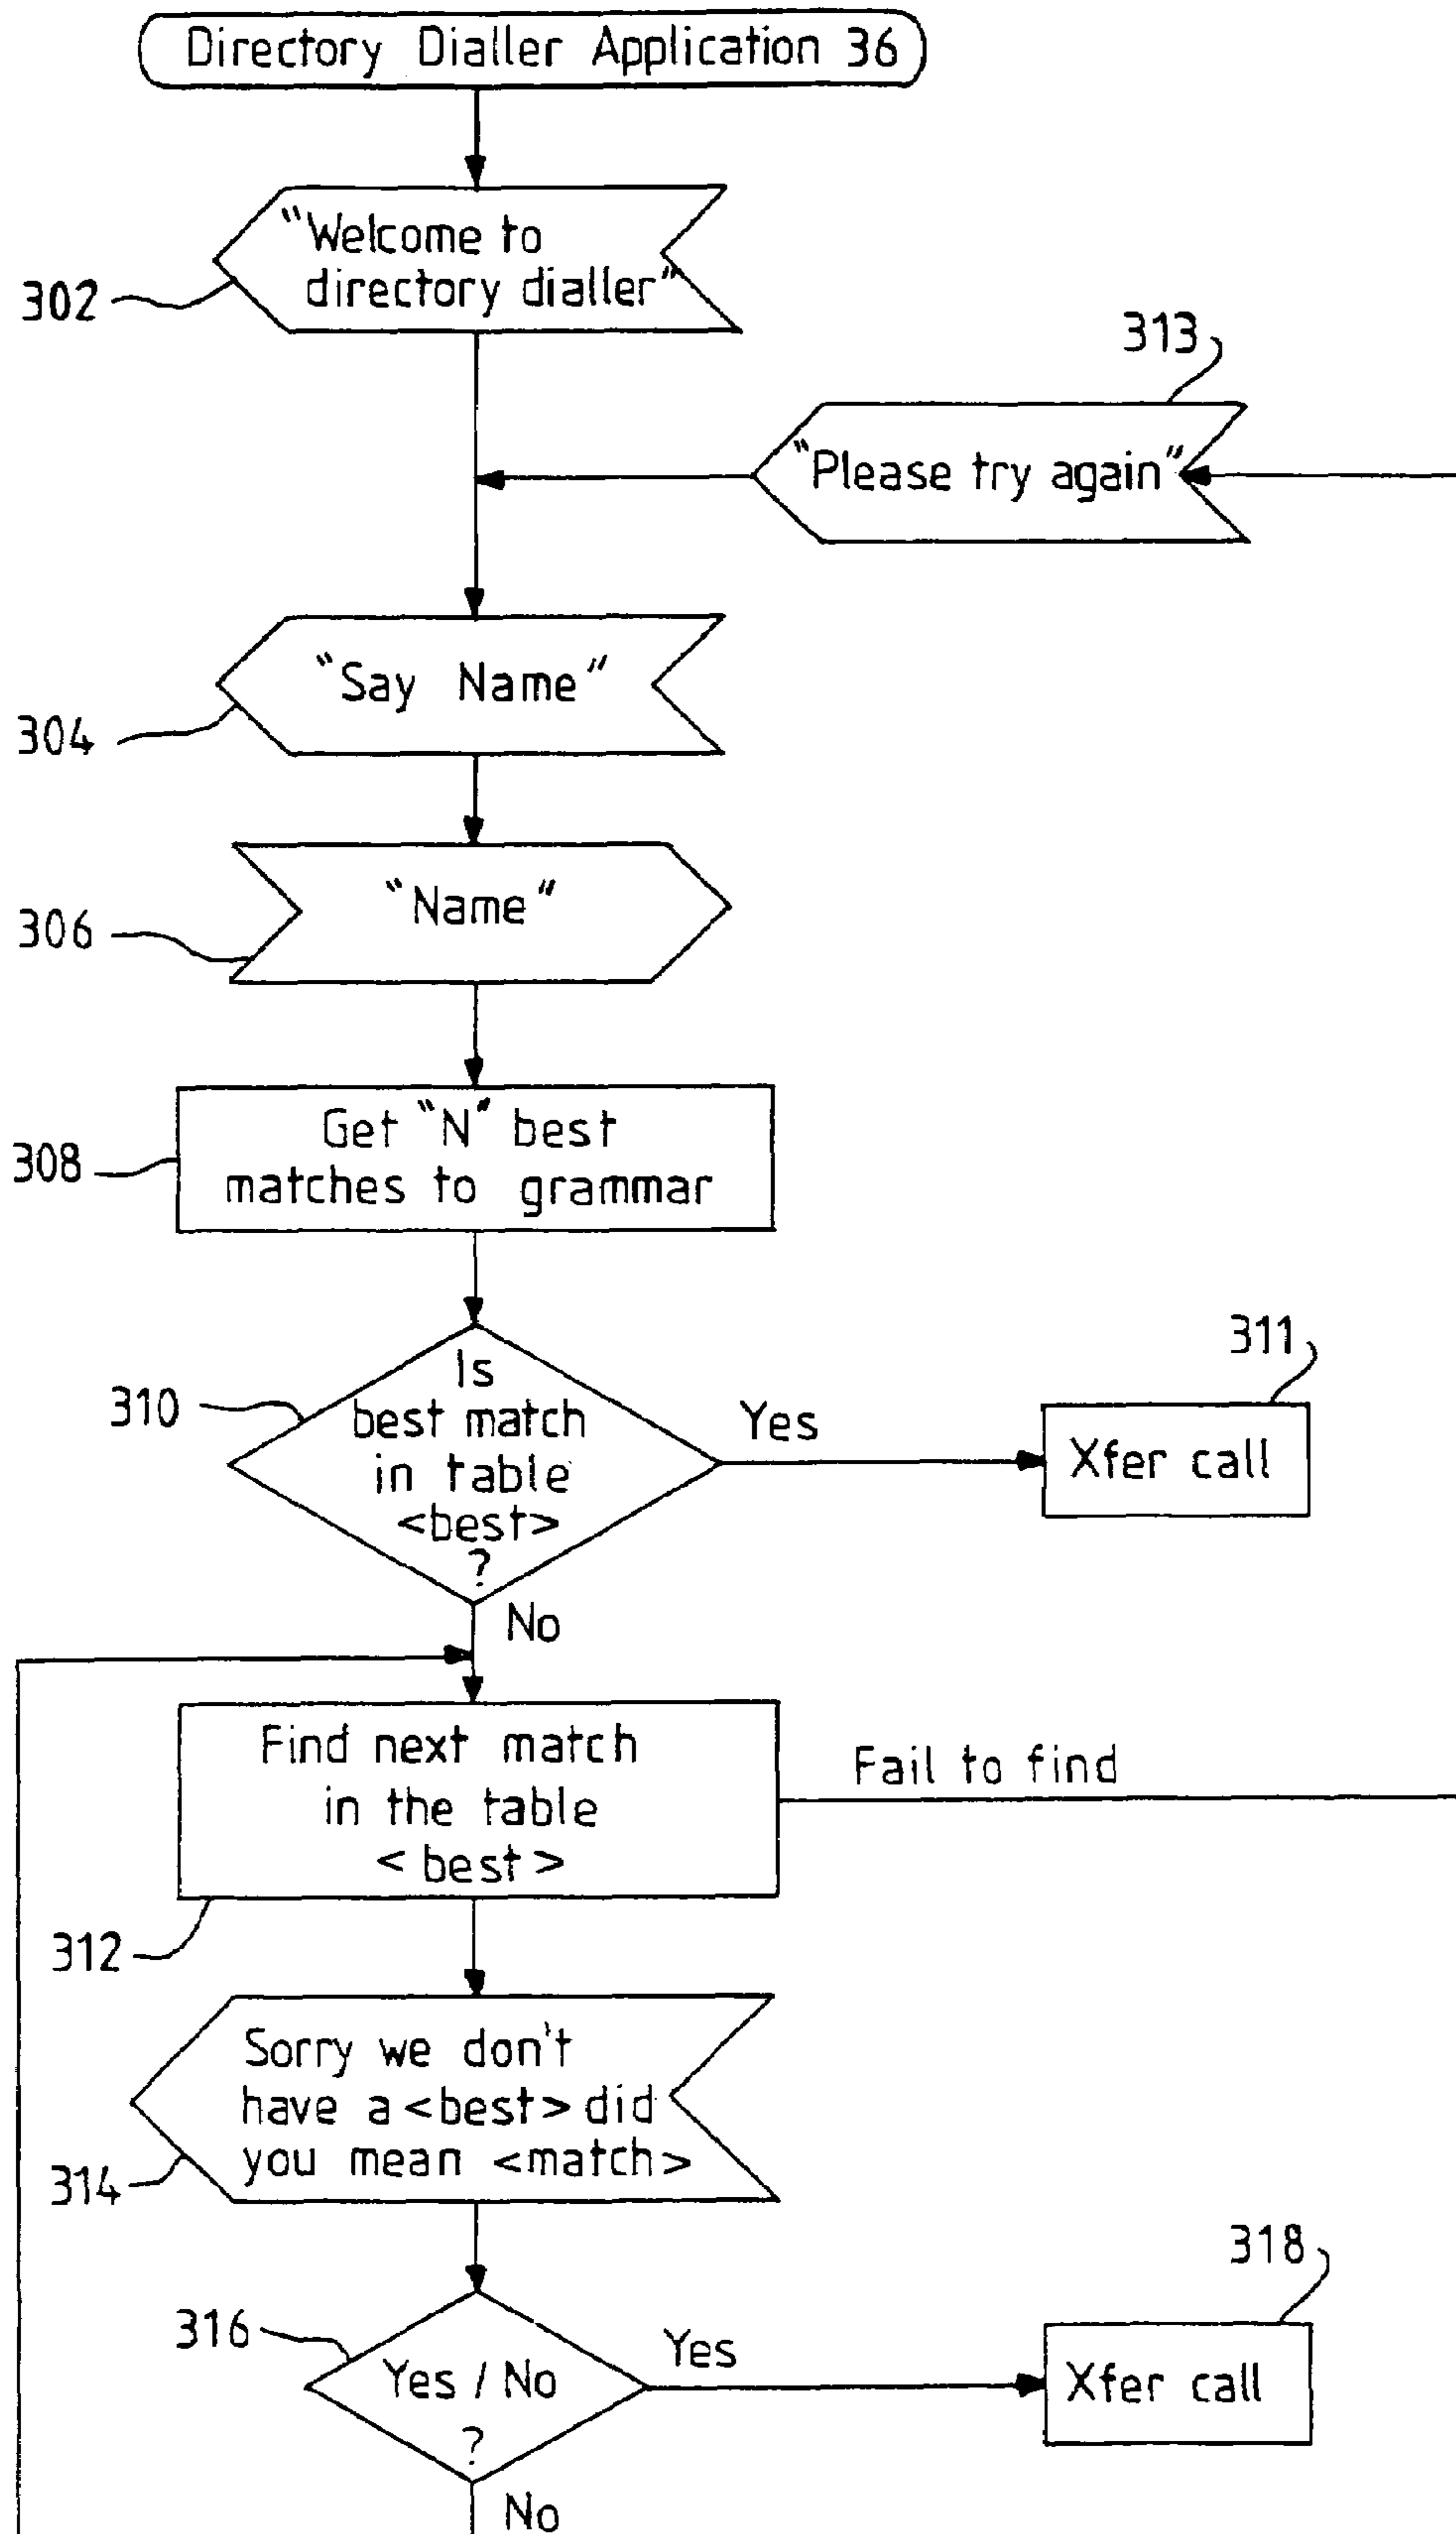 Directory Dialler Application 36
"Welcome to
directory dialler"
302
313
"Please try again"
"Say Name"
304
"Name"
306
Get "N" best
matches to grammar
308
Is
best match
in table
<best>
?
310
Yes
311
Xfer call
No
Find next match
in the table
<best>
Fail to find
312
Sorry we don't
have a <best> did
you mean <match>
314
318
316
Yes / No
?
Yes
Xfer call
No